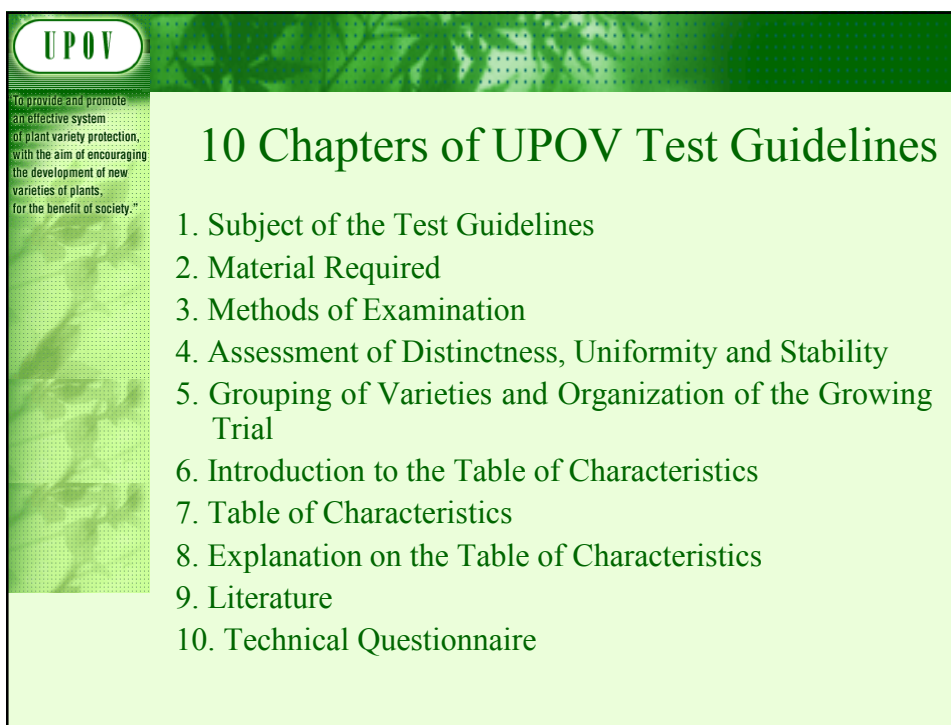 UPOV
"To provide and promote
an effective system
of plant variety protection,
with the aim of encouraging
the development of new
varieties of plants,
for the benefit of society."
10 Chapters of UPOV Test Guidelines
1. Subject of the Test Guidelines
2. Material Required
3. Methods of Examination
4. Assessment of Distinctness, Uniformity and Stability
5. Grouping of Varieties and Organization of the Growing
Trial
6. Introduction to the Table of Characteristics
7. Table of Characteristics
8. Explanation on the Table of Characteristics
9. Literature
10. Technical Questionnaire